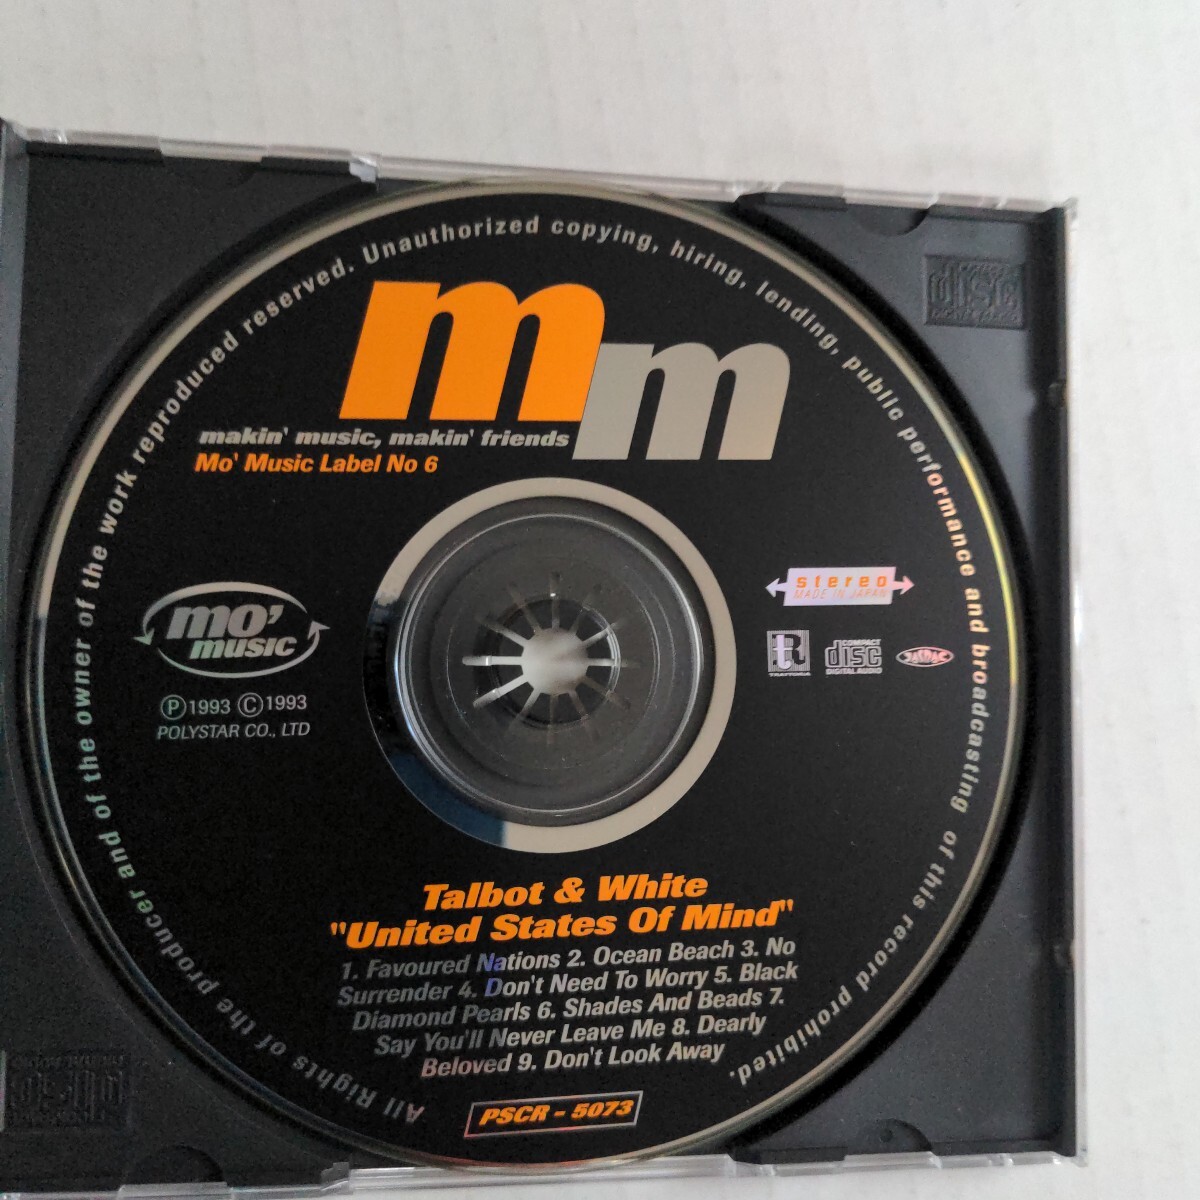 All Rights of the producer and of the owner of the work reproduced reserved. Unauthorized copying, hiring, lending, public performance and broadcasting of this record prohibited.
mm
makin' music, makin' friends
Mo' Music Label No 6
mo' music
Ⓟ 1993 Ⓒ 1993
POLYSTAR CO., LTD
stereo
MADE IN JAPAN
TRATTORIA
COMPACT
disc
DIGITAL AUDIO
JASRAC
Talbot & White
"United States Of Mind"
1. Favoured Nations 2. Ocean Beach 3. No
Surrender 4. Don't Need To Worry 5. Black
Diamond Pearls 6. Shades And Beads 7.
Say You'll Never Leave Me 8. Dearly
Beloved 9. Don't Look Away
PSCR - 5073
disc